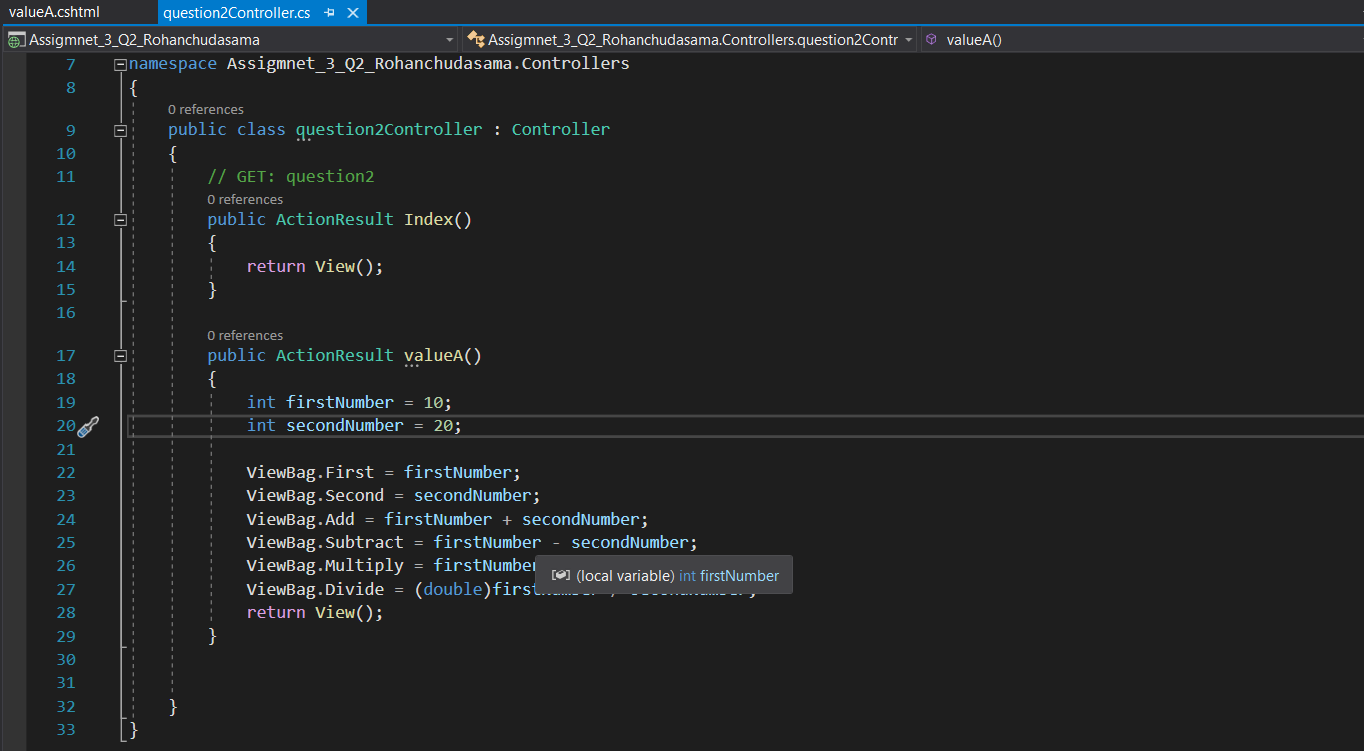 valueA.cshtml question2Controller.cs
Assigmnet_3_Q2_Rohanchudasama Assigmnet_3_Q2_Rohanchudasama.Controllers.question2Contr valueA()
7 namespace Assigmnet_3_Q2_Rohanchudasama.Controllers
8 {
0 references
9 public class question2Controller : Controller
10 {
11 // GET: question2
0 references
12 public ActionResult Index()
13 {
14 return View();
15 }
16
0 references
17 public ActionResult valueA()
18 {
19 int firstNumber = 10;
20 int secondNumber = 20;
21
22 ViewBag.First = firstNumber;
23 ViewBag.Second = secondNumber;
24 ViewBag.Add = firstNumber + secondNumber;
25 ViewBag.Subtract = firstNumber - secondNumber;
26 ViewBag.Multiply = firstNumber
(local variable) int firstNumber
27 ViewBag.Divide = (double)firstNumber / secondNumber;
28 return View();
29 }
30
31
32 }
33 }